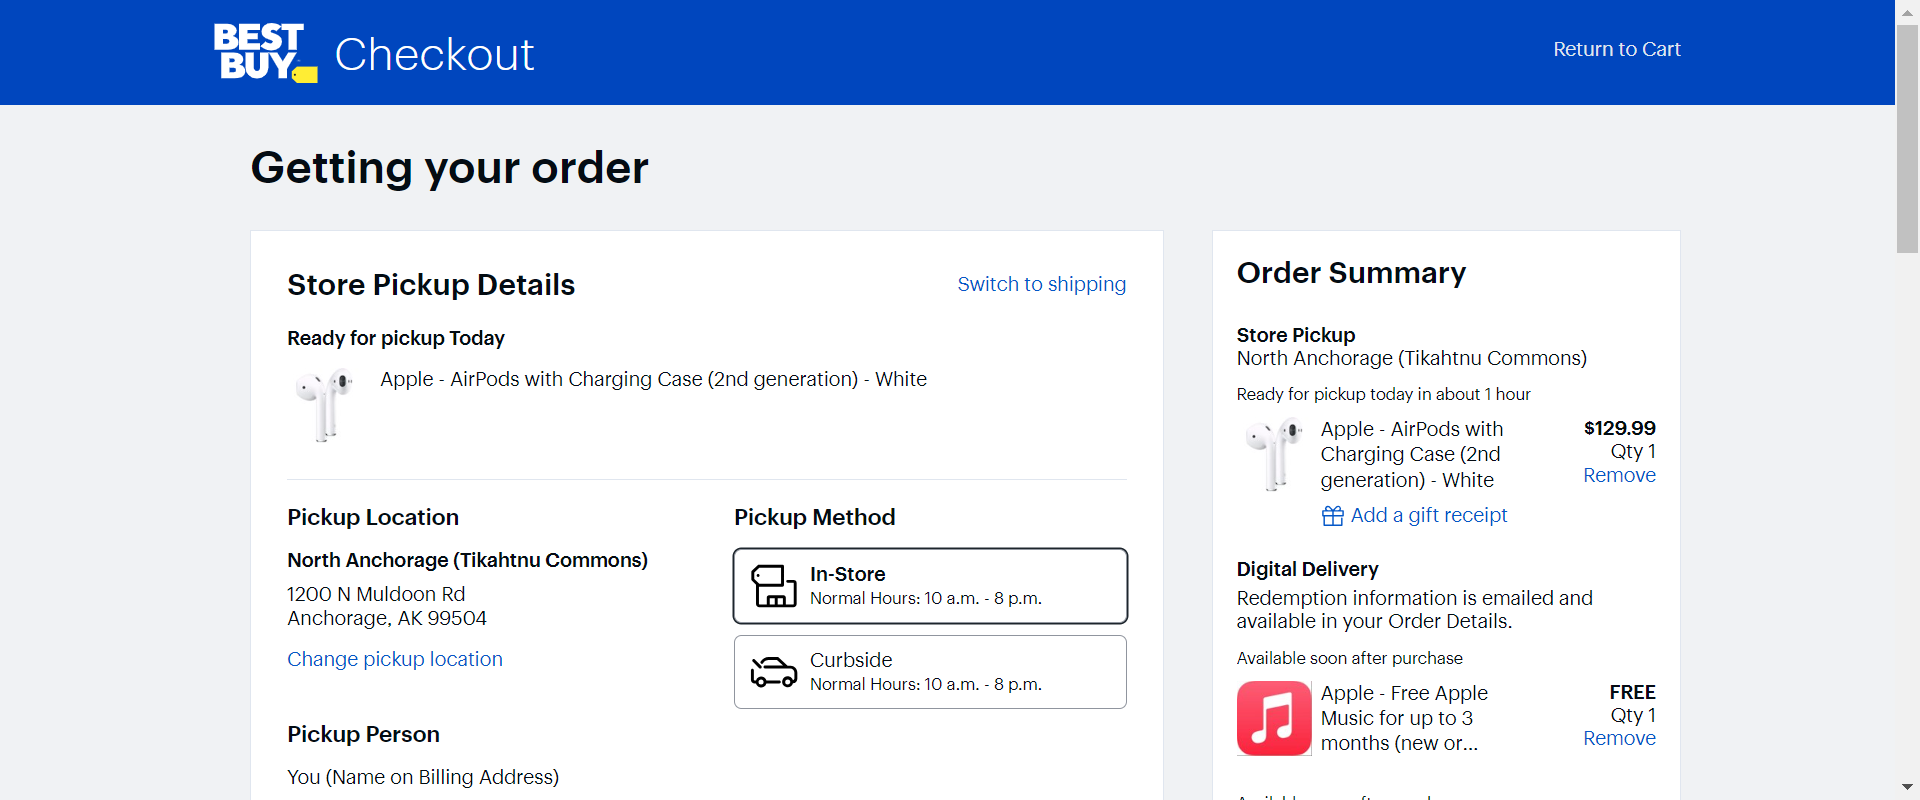 BEST
BUY
Checkout
Return to Cart
Getting your order
Store Pickup Details
Switch to shipping
Ready for pickup Today
Apple - AirPods with Charging Case (2nd generation) - White
Pickup Location
North Anchorage (Tikahtnu Commons)
1200 N Muldoon Rd
Anchorage, AK 99504
Change pickup location
Pickup Method
In-Store
Normal Hours: 10 a.m. - 8 p.m.
Curbside
Normal Hours: 10 a.m. - 8 p.m.
Pickup Person
You (Name on Billing Address)
Order Summary
Store Pickup
North Anchorage (Tikahtnu Commons)
Ready for pickup today in about 1 hour
Apple - AirPods with
Charging Case (2nd
generation) - White
$129.99
Qty 1
Remove
Add a gift receipt
Digital Delivery
Redemption information is emailed and
available in your Order Details.
Available soon after purchase
Apple - Free Apple
Music for up to 3
months (new or...
FREE
Qty 1
Remove